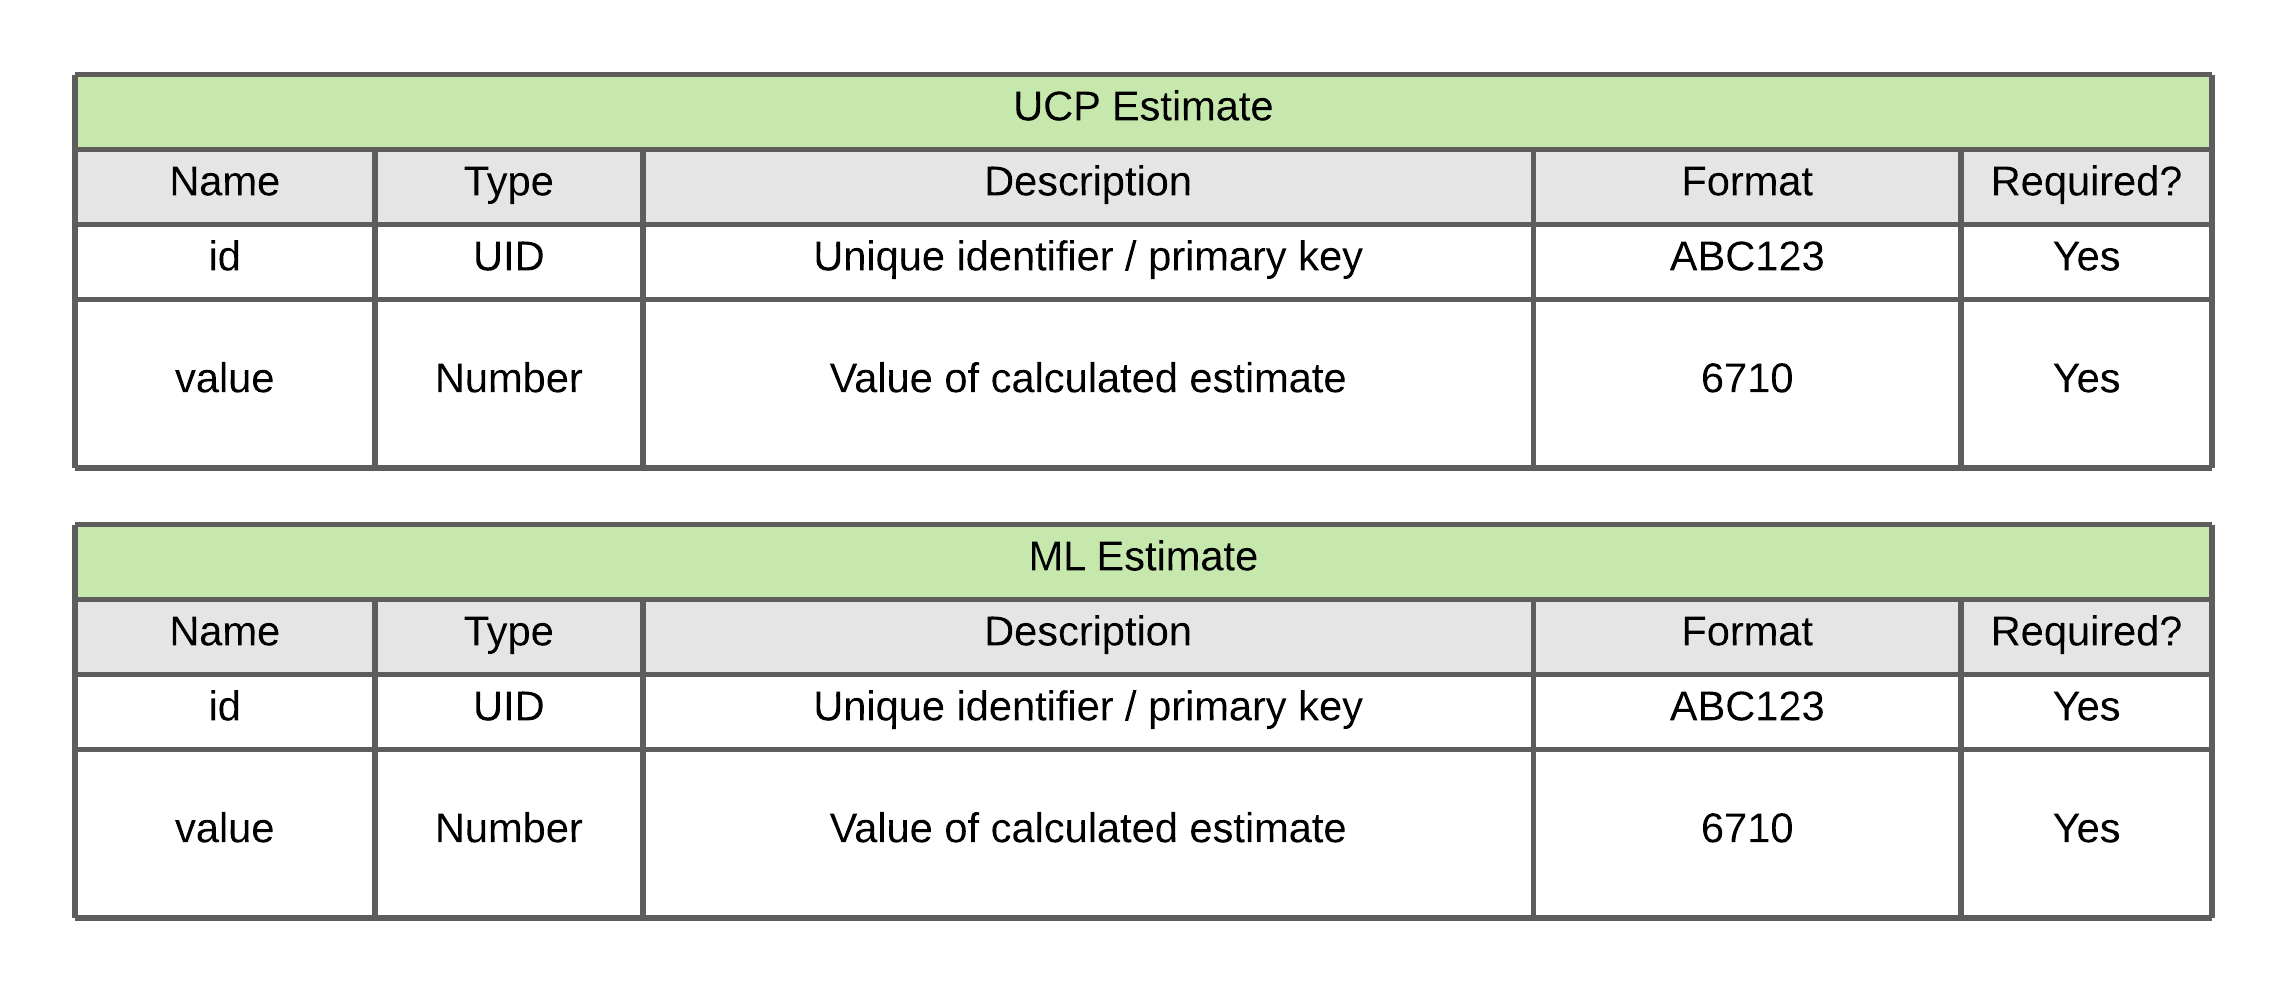 UCP Estimate
Name Type Description Format Required?
id UID Unique identifier / primary key ABC123 Yes
value Number Value of calculated estimate 6710 Yes
ML Estimate
Name Type Description Format Required?
id UID Unique identifier / primary key ABC123 Yes
value Number Value of calculated estimate 6710 Yes